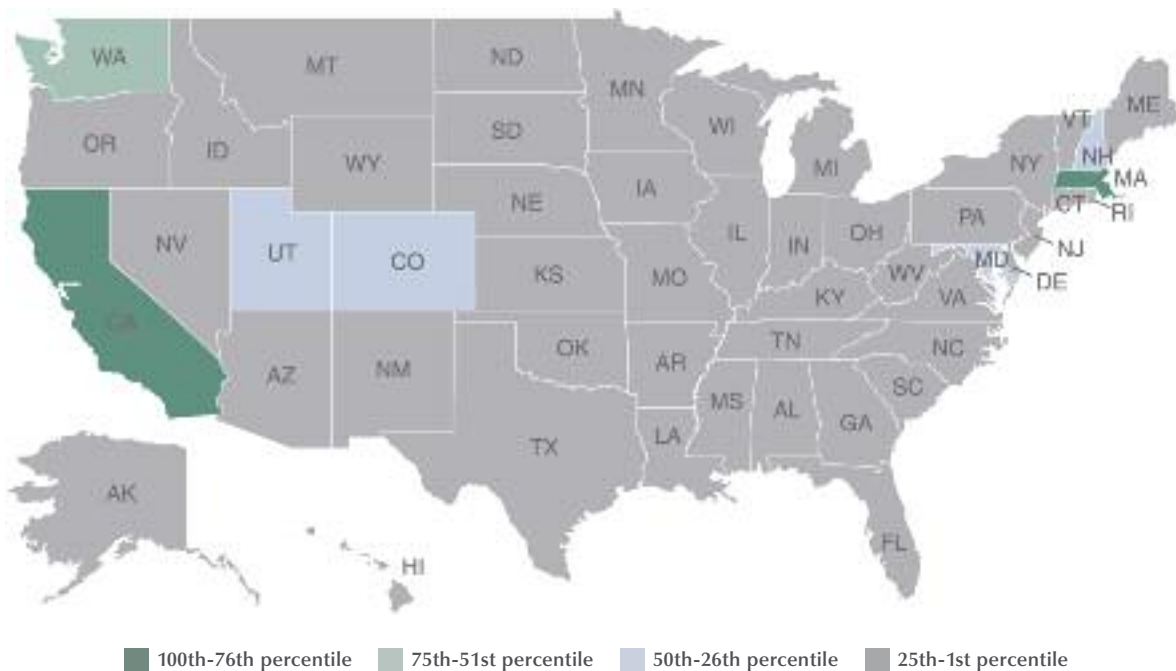 WA
MT
ND
MN
ME
VT
OR
ID
SD
WI
NY
NH
WY
MI
MA
IA
CT
RI
NE
PA
NV
UT
CO
IL
IN
OH
NJ
KS
MO
WV
MD
DE
CA
KY
VA
AZ
NM
OK
AR
TN
NC
SC
MS
AL
GA
TX
LA
AK
FL
HI
100th-76th percentile
75th-51st percentile
50th-26th percentile
25th-1st percentile